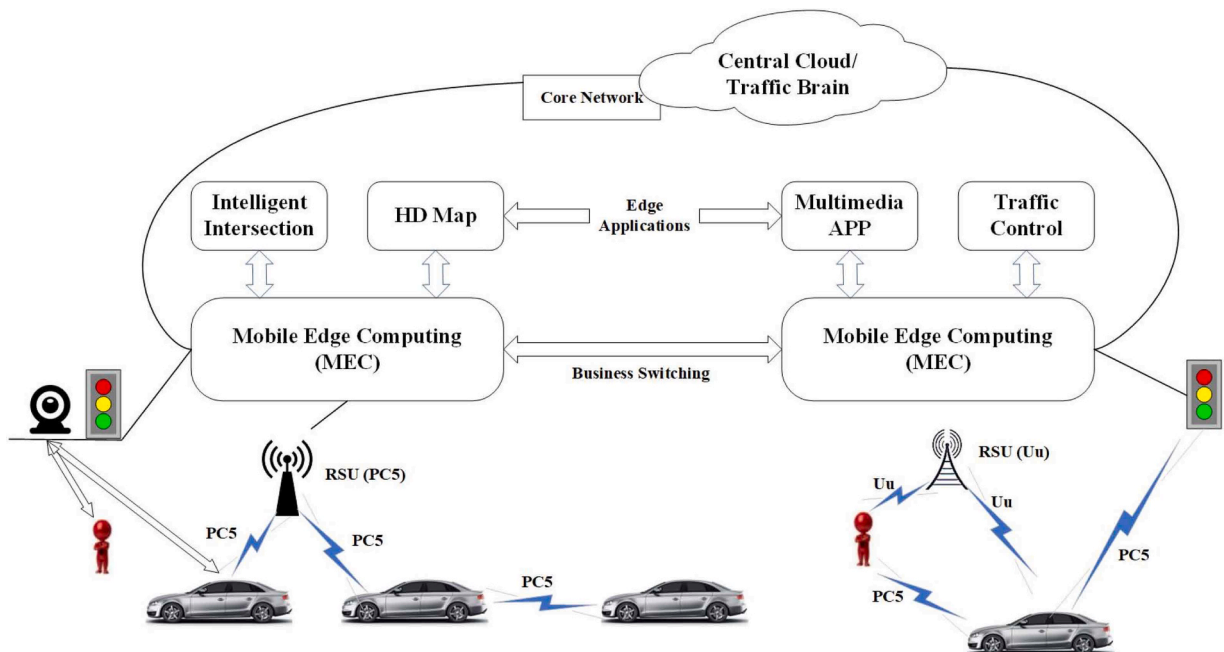 Central Cloud/
Traffic Brain
Core Network
Intelligent
Intersection
HD Map
Edge
Applications
Multimedia
APP
Traffic
Control
Mobile Edge Computing
(MEC)
Business Switching
Mobile Edge Computing
(MEC)
RSU (PC5)
RSU (Uu)
Uu
Uu
PC5
PC5
PC5
PC5
PC5